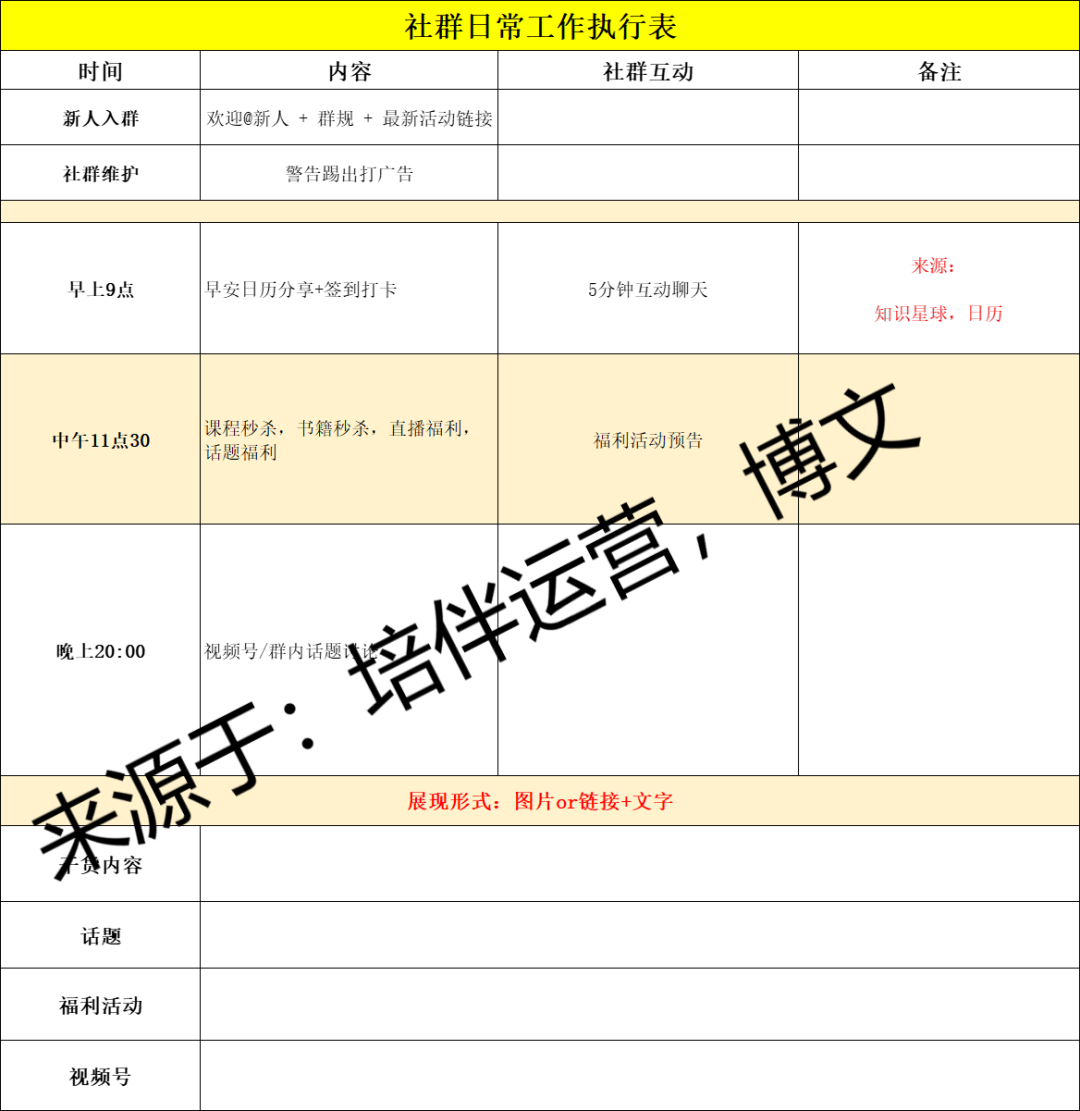 社群日常工作执行表
时间 内容 社群互动 备注
新人入群 欢迎@新人 + 群规 + 最新活动链接
社群维护 警告踢出打广告
早上9点 早安日历分享+签到打卡 5分钟互动聊天 来源:
知识星球，日历
中午11点30 课程秒杀，书籍秒杀，直播福利，
话题福利 福利活动预告
晚上20:00 视频号/群内话题讨论
展现形式：图片or链接+文字
干货内容
话题
福利活动
视频号
来源于：培伴运营，博文